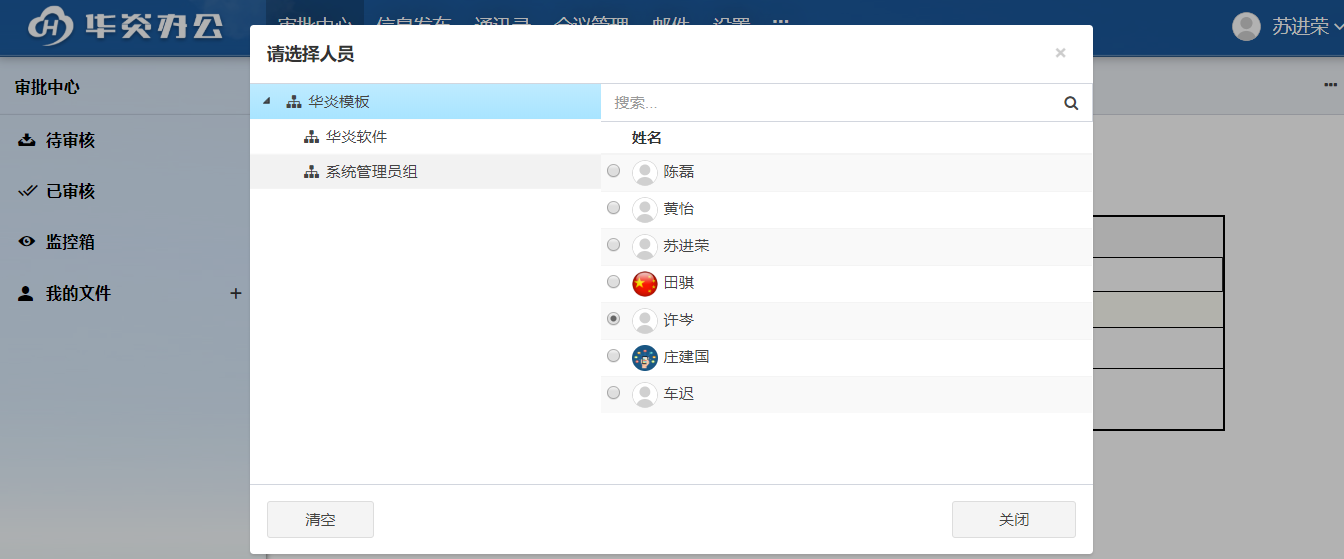 华炎办公
审批中心 信息发布 通讯录 会议管理 邮件 设置 ...
苏进荣
审批中心
待审核
已审核
监控箱
我的文件 +
请选择人员 ×
华炎模板
华炎软件
系统管理员组
搜索...
姓名
陈磊
黄怡
苏进荣
田骐
许岑
庄建国
车迟
清空 关闭